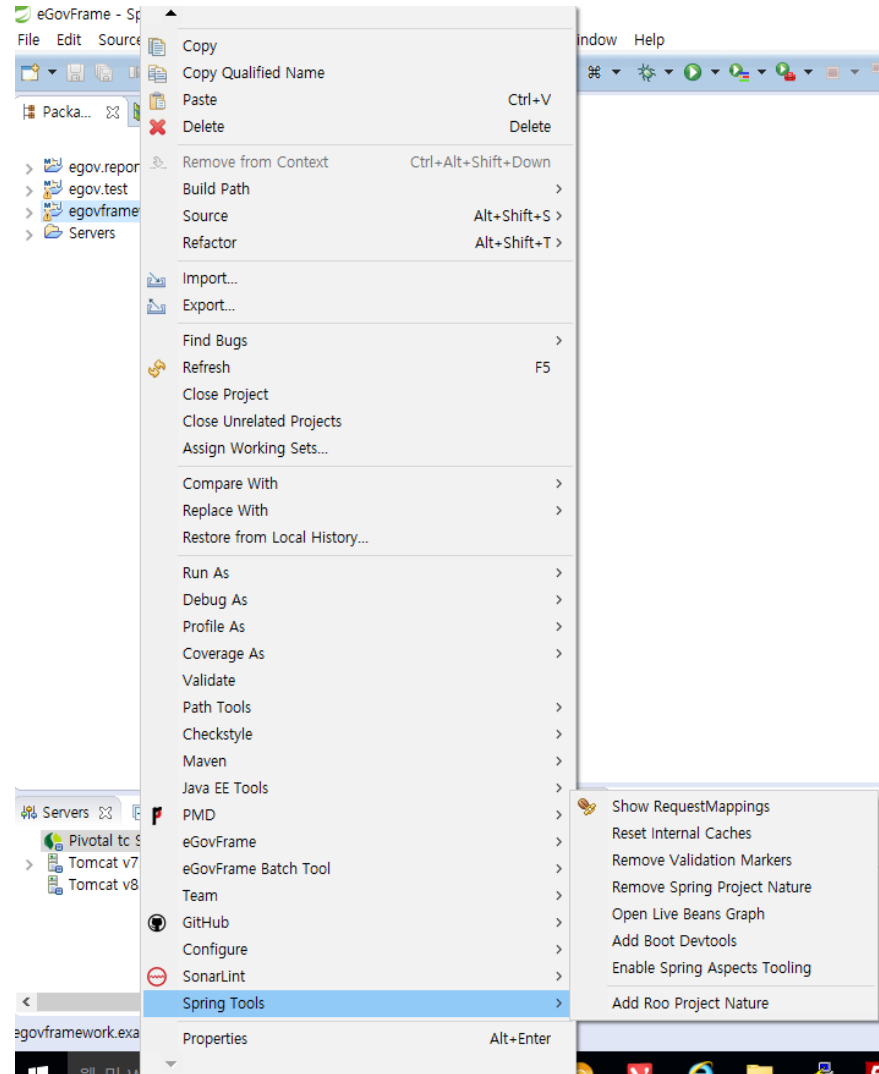 eGovFrame - Sp
File Edit Source
indow Help
Packa...
egov.repor
egov.test
egovframe
Servers
Copy
Copy Qualified Name
Paste Ctrl+V
Delete Delete
Remove from Context Ctrl+Alt+Shift+Down
Build Path
Source Alt+Shift+S
Refactor Alt+Shift+T
Import...
Export...
Find Bugs
Refresh F5
Close Project
Close Unrelated Projects
Assign Working Sets...
Compare With
Replace With
Restore from Local History...
Run As
Debug As
Profile As
Coverage As
Validate
Path Tools
Checkstyle
Maven
Java EE Tools
PMD
eGovFrame
eGovFrame Batch Tool
Team
GitHub
Configure
SonarLint
Spring Tools
Properties Alt+Enter
Show RequestMappings
Reset Internal Caches
Remove Validation Markers
Remove Spring Project Nature
Open Live Beans Graph
Add Boot Devtools
Enable Spring Aspects Tooling
Add Roo Project Nature
Servers
Pivotal tc S
Tomcat v7
Tomcat v8
egovframework.exa